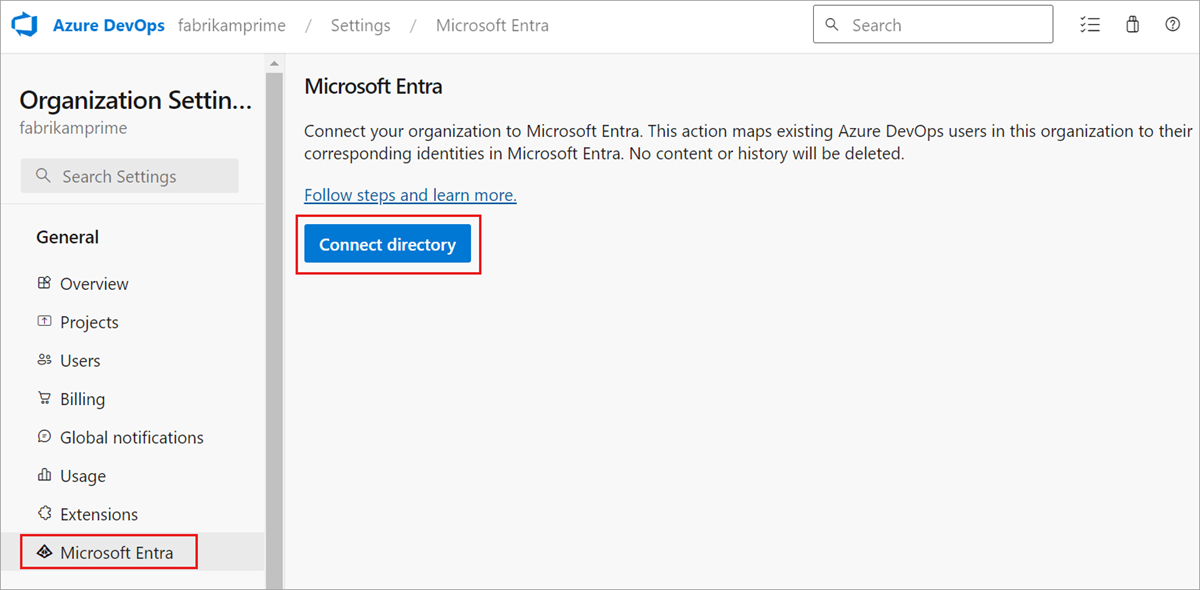 Azure DevOps fabrikamprime / Settings / Microsoft Entra Search
Organization Settin...
fabrikamprime
Search Settings
General
Overview
Projects
Users
Billing
Global notifications
Usage
Extensions
Microsoft Entra
Microsoft Entra
Connect your organization to Microsoft Entra. This action maps existing Azure DevOps users in this organization to their
corresponding identities in Microsoft Entra. No content or history will be deleted.
Follow steps and learn more.
Connect directory